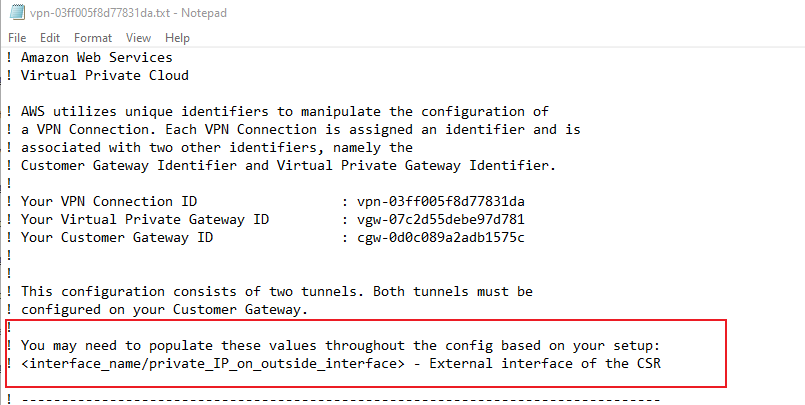 vpn-03ff005f8d77831da.txt - Notepad
File Edit Format View Help
! Amazon Web Services
! Virtual Private Cloud
! AWS utilizes unique identifiers to manipulate the configuration of
! a VPN Connection. Each VPN Connection is assigned an identifier and is
! associated with two other identifiers, namely the
! Customer Gateway Identifier and Virtual Private Gateway Identifier.
!
! Your VPN Connection ID : vpn-03ff005f8d77831da
! Your Virtual Private Gateway ID : vgw-07c2d55debe97d781
! Your Customer Gateway ID : cgw-0d0c089a2adb1575c
!
!
! This configuration consists of two tunnels. Both tunnels must be
! configured on your Customer Gateway.
!
! You may need to populate these values throughout the config based on your setup:
! <interface_name/private_IP_on_outside_interface> - External interface of the CSR
!
! --------------------------------------------------------------------------------